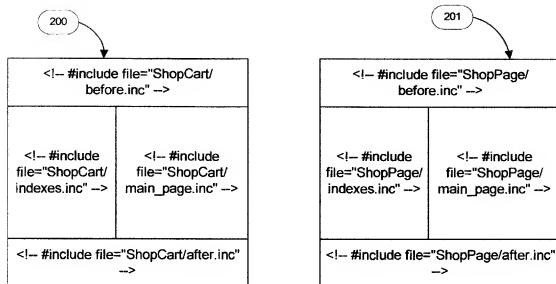 200
<!-- #include file="ShopCart/
before.inc" -->
<!-- #include
file="ShopCart/
indexes.inc" -->
<!-- #include
file="ShopCart/
main_page.inc" -->
<!-- #include file="ShopCart/after.inc"
-->
201
<!-- #include file="ShopPage/
before.inc" -->
<!-- #include
file="ShopPage/
indexes.inc" -->
<!-- #include
file="ShopPage/
main_page.inc" -->
<!-- #include file="ShopPage/after.inc"
-->